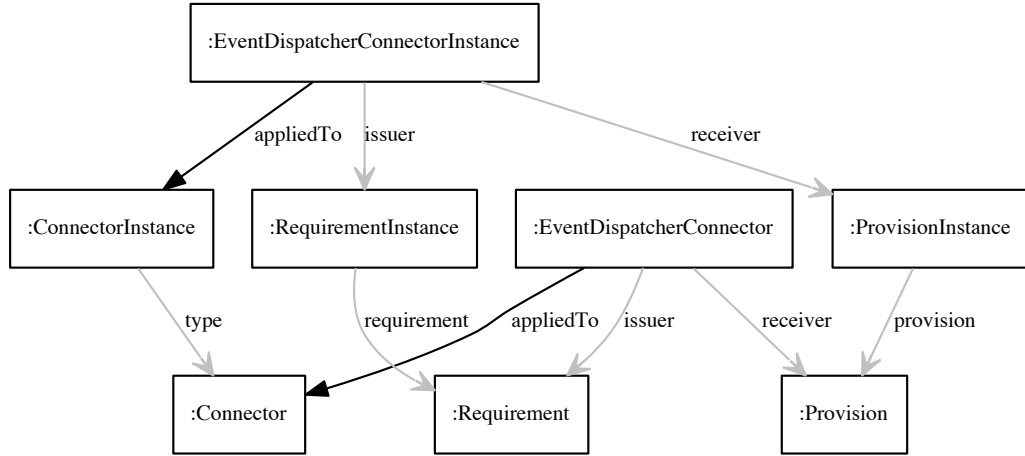 :EventDispatcherConnectorInstance
appliedTo
issuer
receiver
:ConnectorInstance
:RequirementInstance
:EventDispatcherConnector
:ProvisionInstance
type
requirement
appliedTo
issuer
receiver
provision
:Connector
:Requirement
:Provision